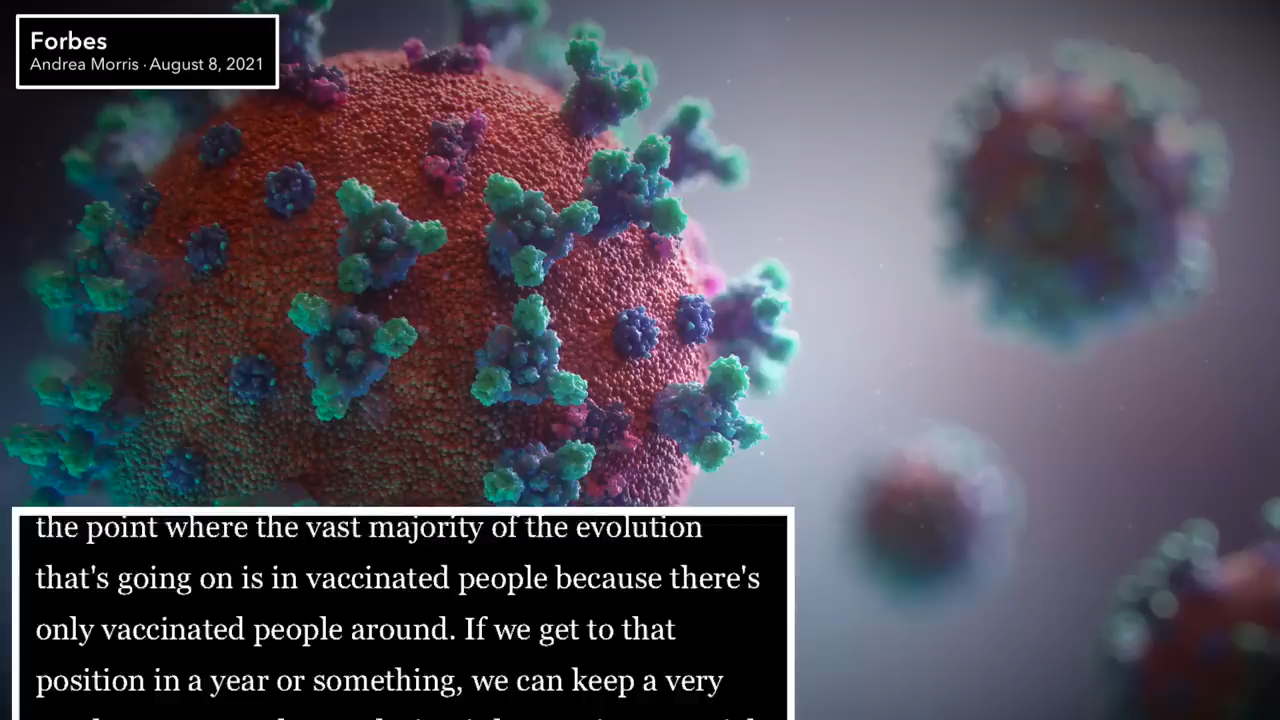 Forbes
Andrea Morris · August 8, 2021
the point where the vast majority of the evolution
that's going on is in vaccinated people because there's
only vaccinated people around. If we get to that
position in a year or something, we can keep a very